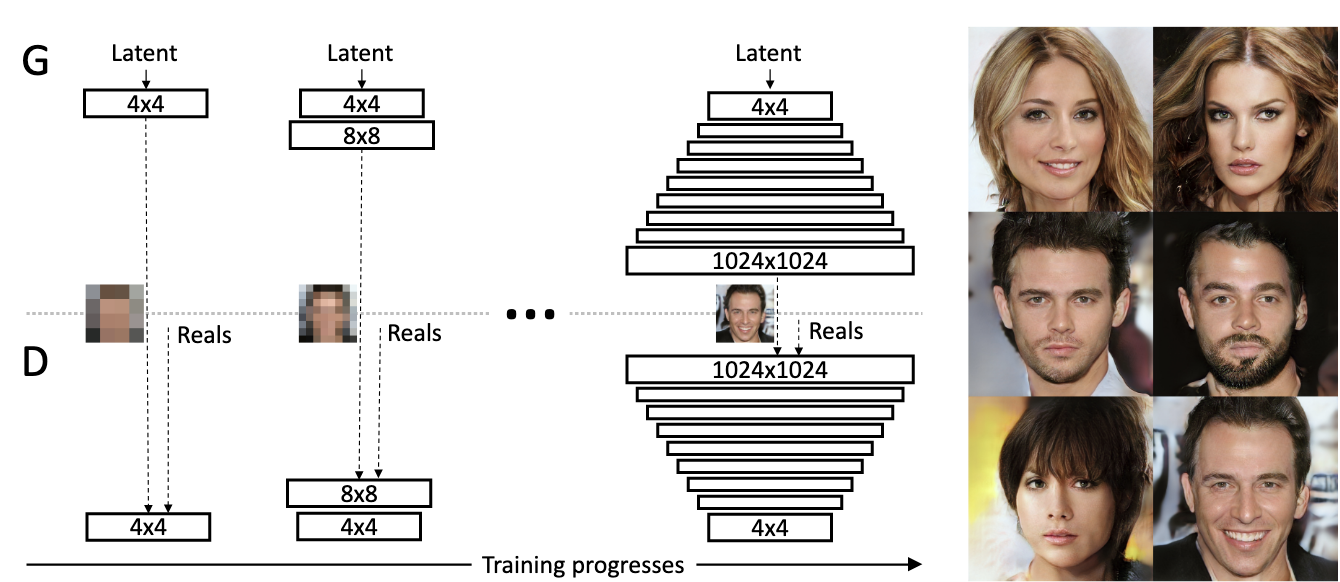 G
Latent
4x4
Latent
4x4
8x8
Latent
4x4
1024x1024
Reals
Reals
Reals
D
4x4
8x8
4x4
1024x1024
4x4
Training progresses